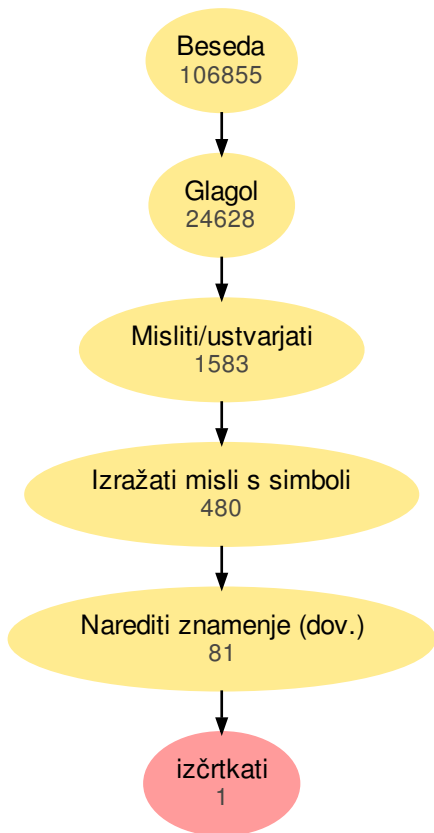 Beseda
106855
Glagol
24628
Misliti/ustvarjati
1583
Izražati misli s simboli
480
Narediti znamenje (dov.)
81
izčrtkati
1